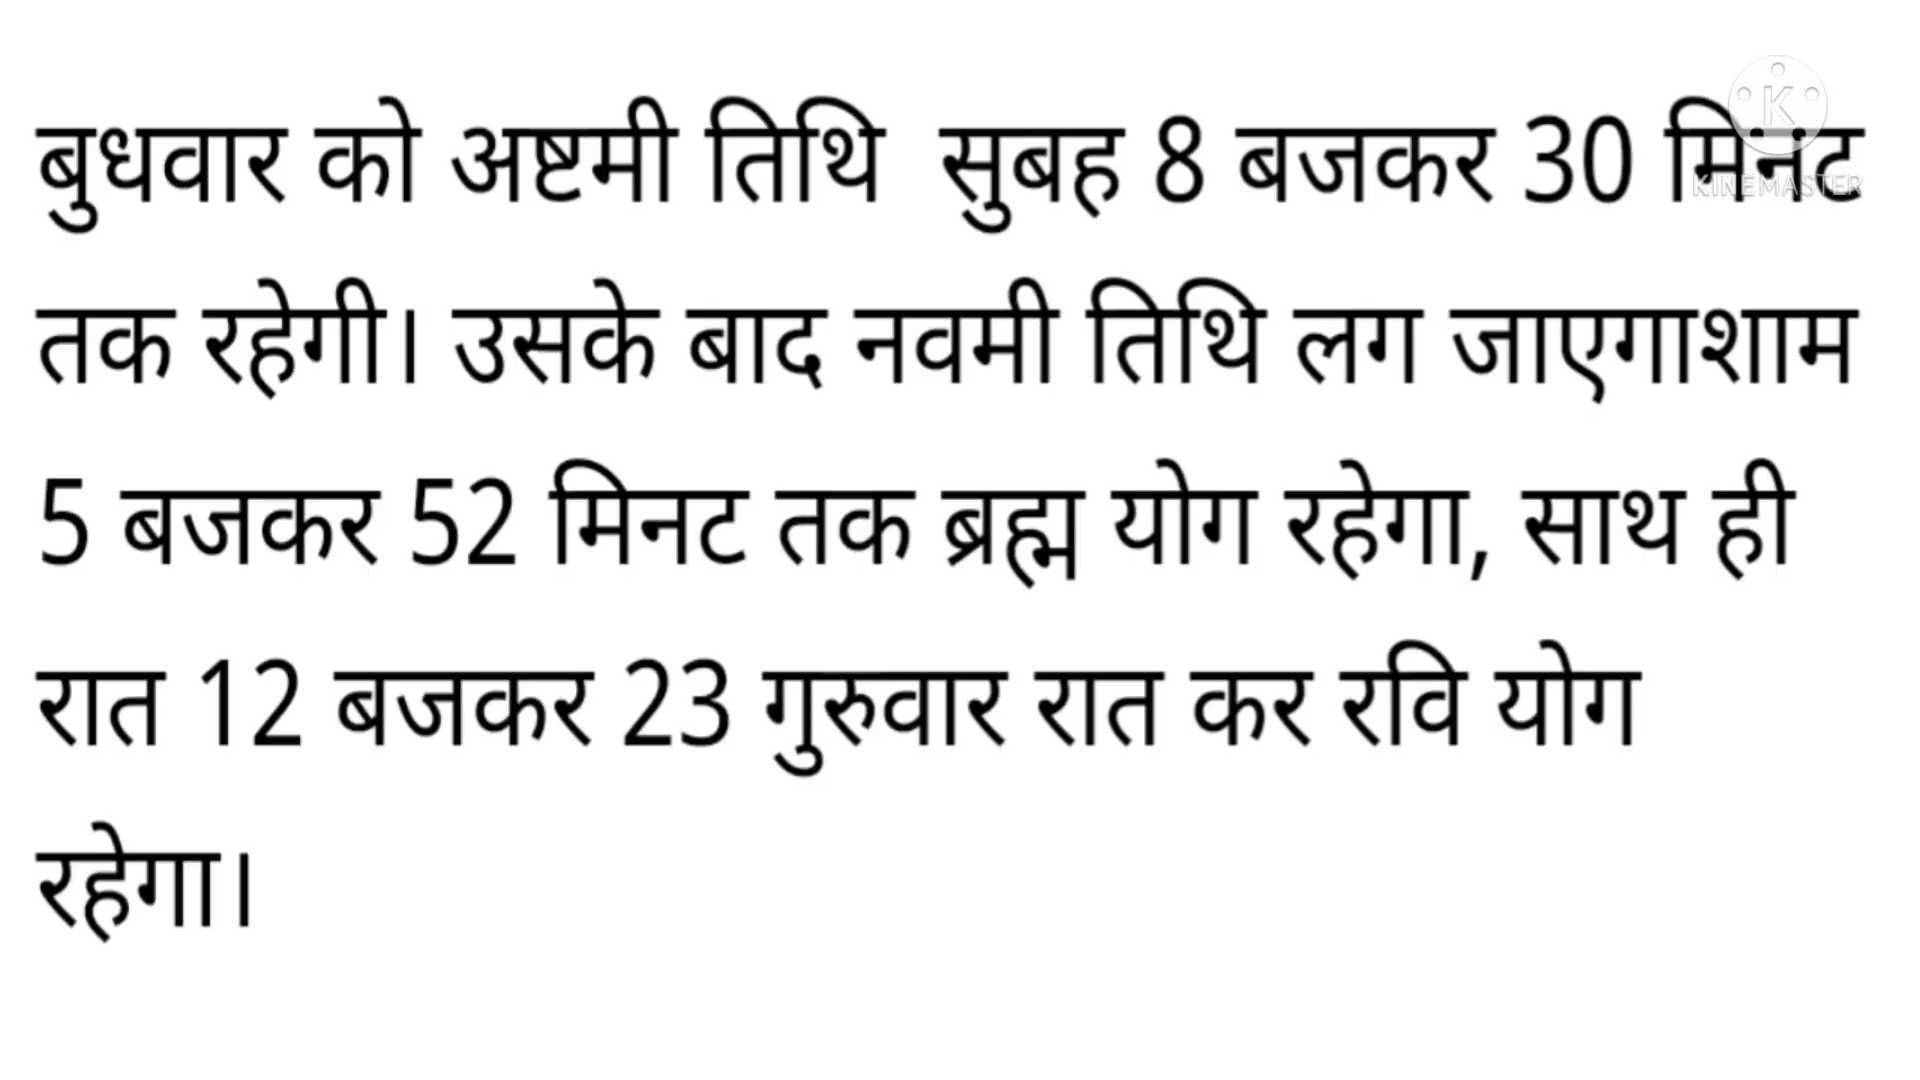 बुधवार को अष्टमी तिथि  सुबह 8 बजकर 30 मिनट
तक रहेगी। उसके बाद नवमी तिथि लग जाएगाशाम
5 बजकर 52 मिनट तक ब्रह्म योग रहेगा, साथ ही
रात 12 बजकर 23 गुरुवार रात कर रवि योग
रहेगा।
K
KINEMASTER